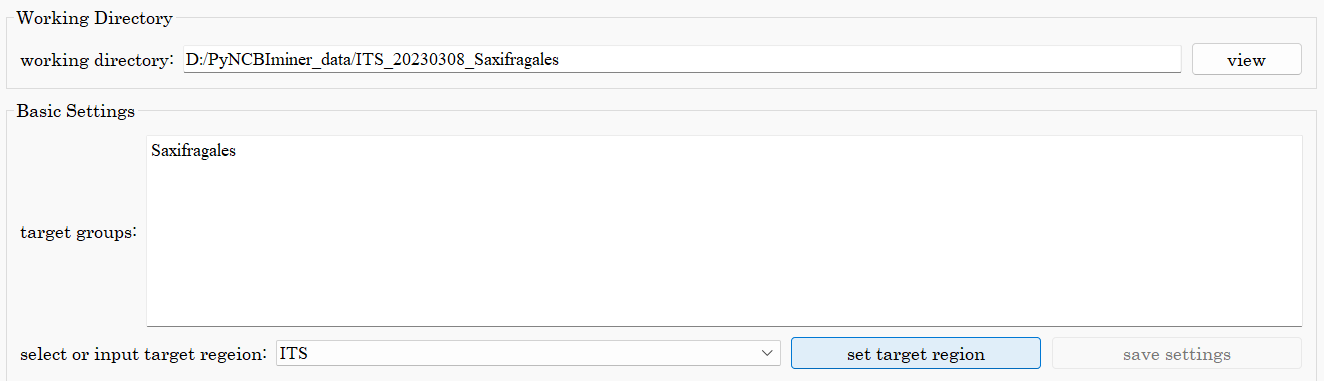 Working Directory
working directory: D:/PyNCBIminer_data/ITS_20230308_Saxifragales view
Basic Settings
Saxifragales
target groups:
select or input target regeion: ITS set target region save settings